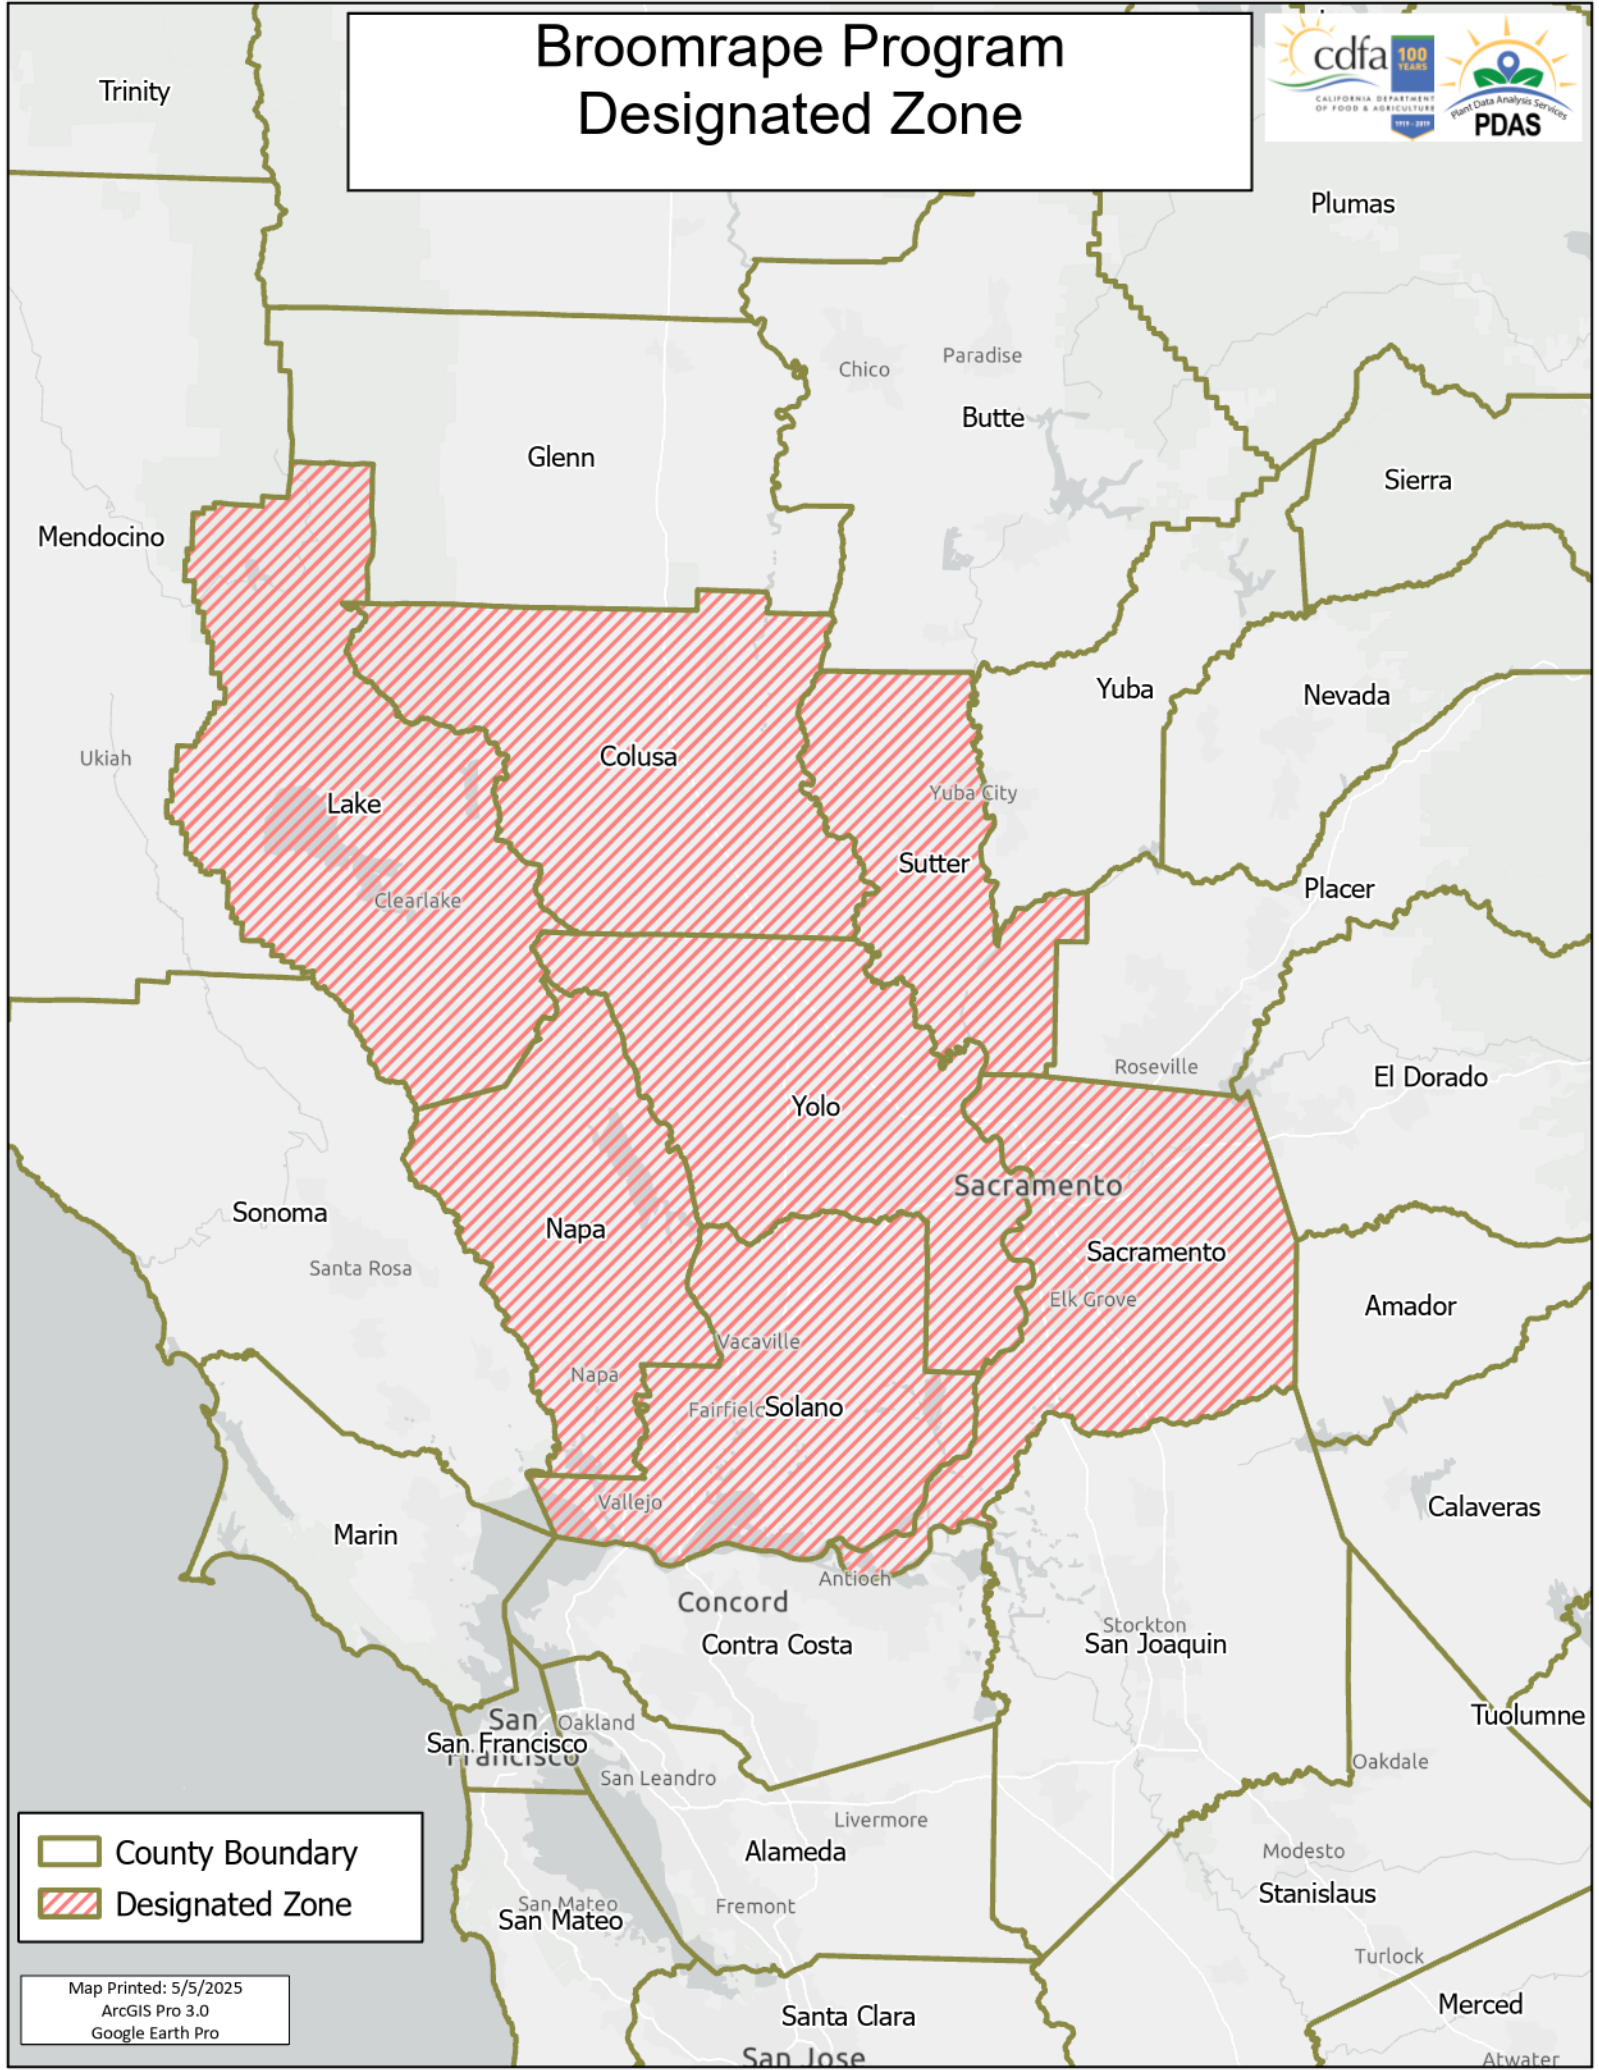 Broomrape Program
Designated Zone
cdfa
100
YEARS
CALIFORNIA DEPARTMENT
OF FOOD & AGRICULTURE
1919 - 2019
Plant Data Analysis Services
PDAS
Trinity
Plumas
Chico
Paradise
Butte
Glenn
Sierra
Mendocino
Yuba
Nevada
Ukiah
Colusa
Yuba City
Lake
Sutter
Placer
Clearlake
Roseville
El Dorado
Yolo
Sacramento
Sonoma
Napa
Sacramento
Santa Rosa
Elk Grove
Amador
Vacaville
Napa
Fairfield
Solano
Vallejo
Calaveras
Marin
Antioch
Concord
Contra Costa
Stockton
San Joaquin
Tuolumne
San
Francisco
San Francisco
Oakland
Oakdale
San Leandro
Livermore
Alameda
Modesto
Stanislaus
San Mateo
San Mateo
Fremont
Turlock
Merced
Santa Clara
San Jose
Atwater
County Boundary
Designated Zone
Map Printed: 5/5/2025
ArcGIS Pro 3.0
Google Earth Pro